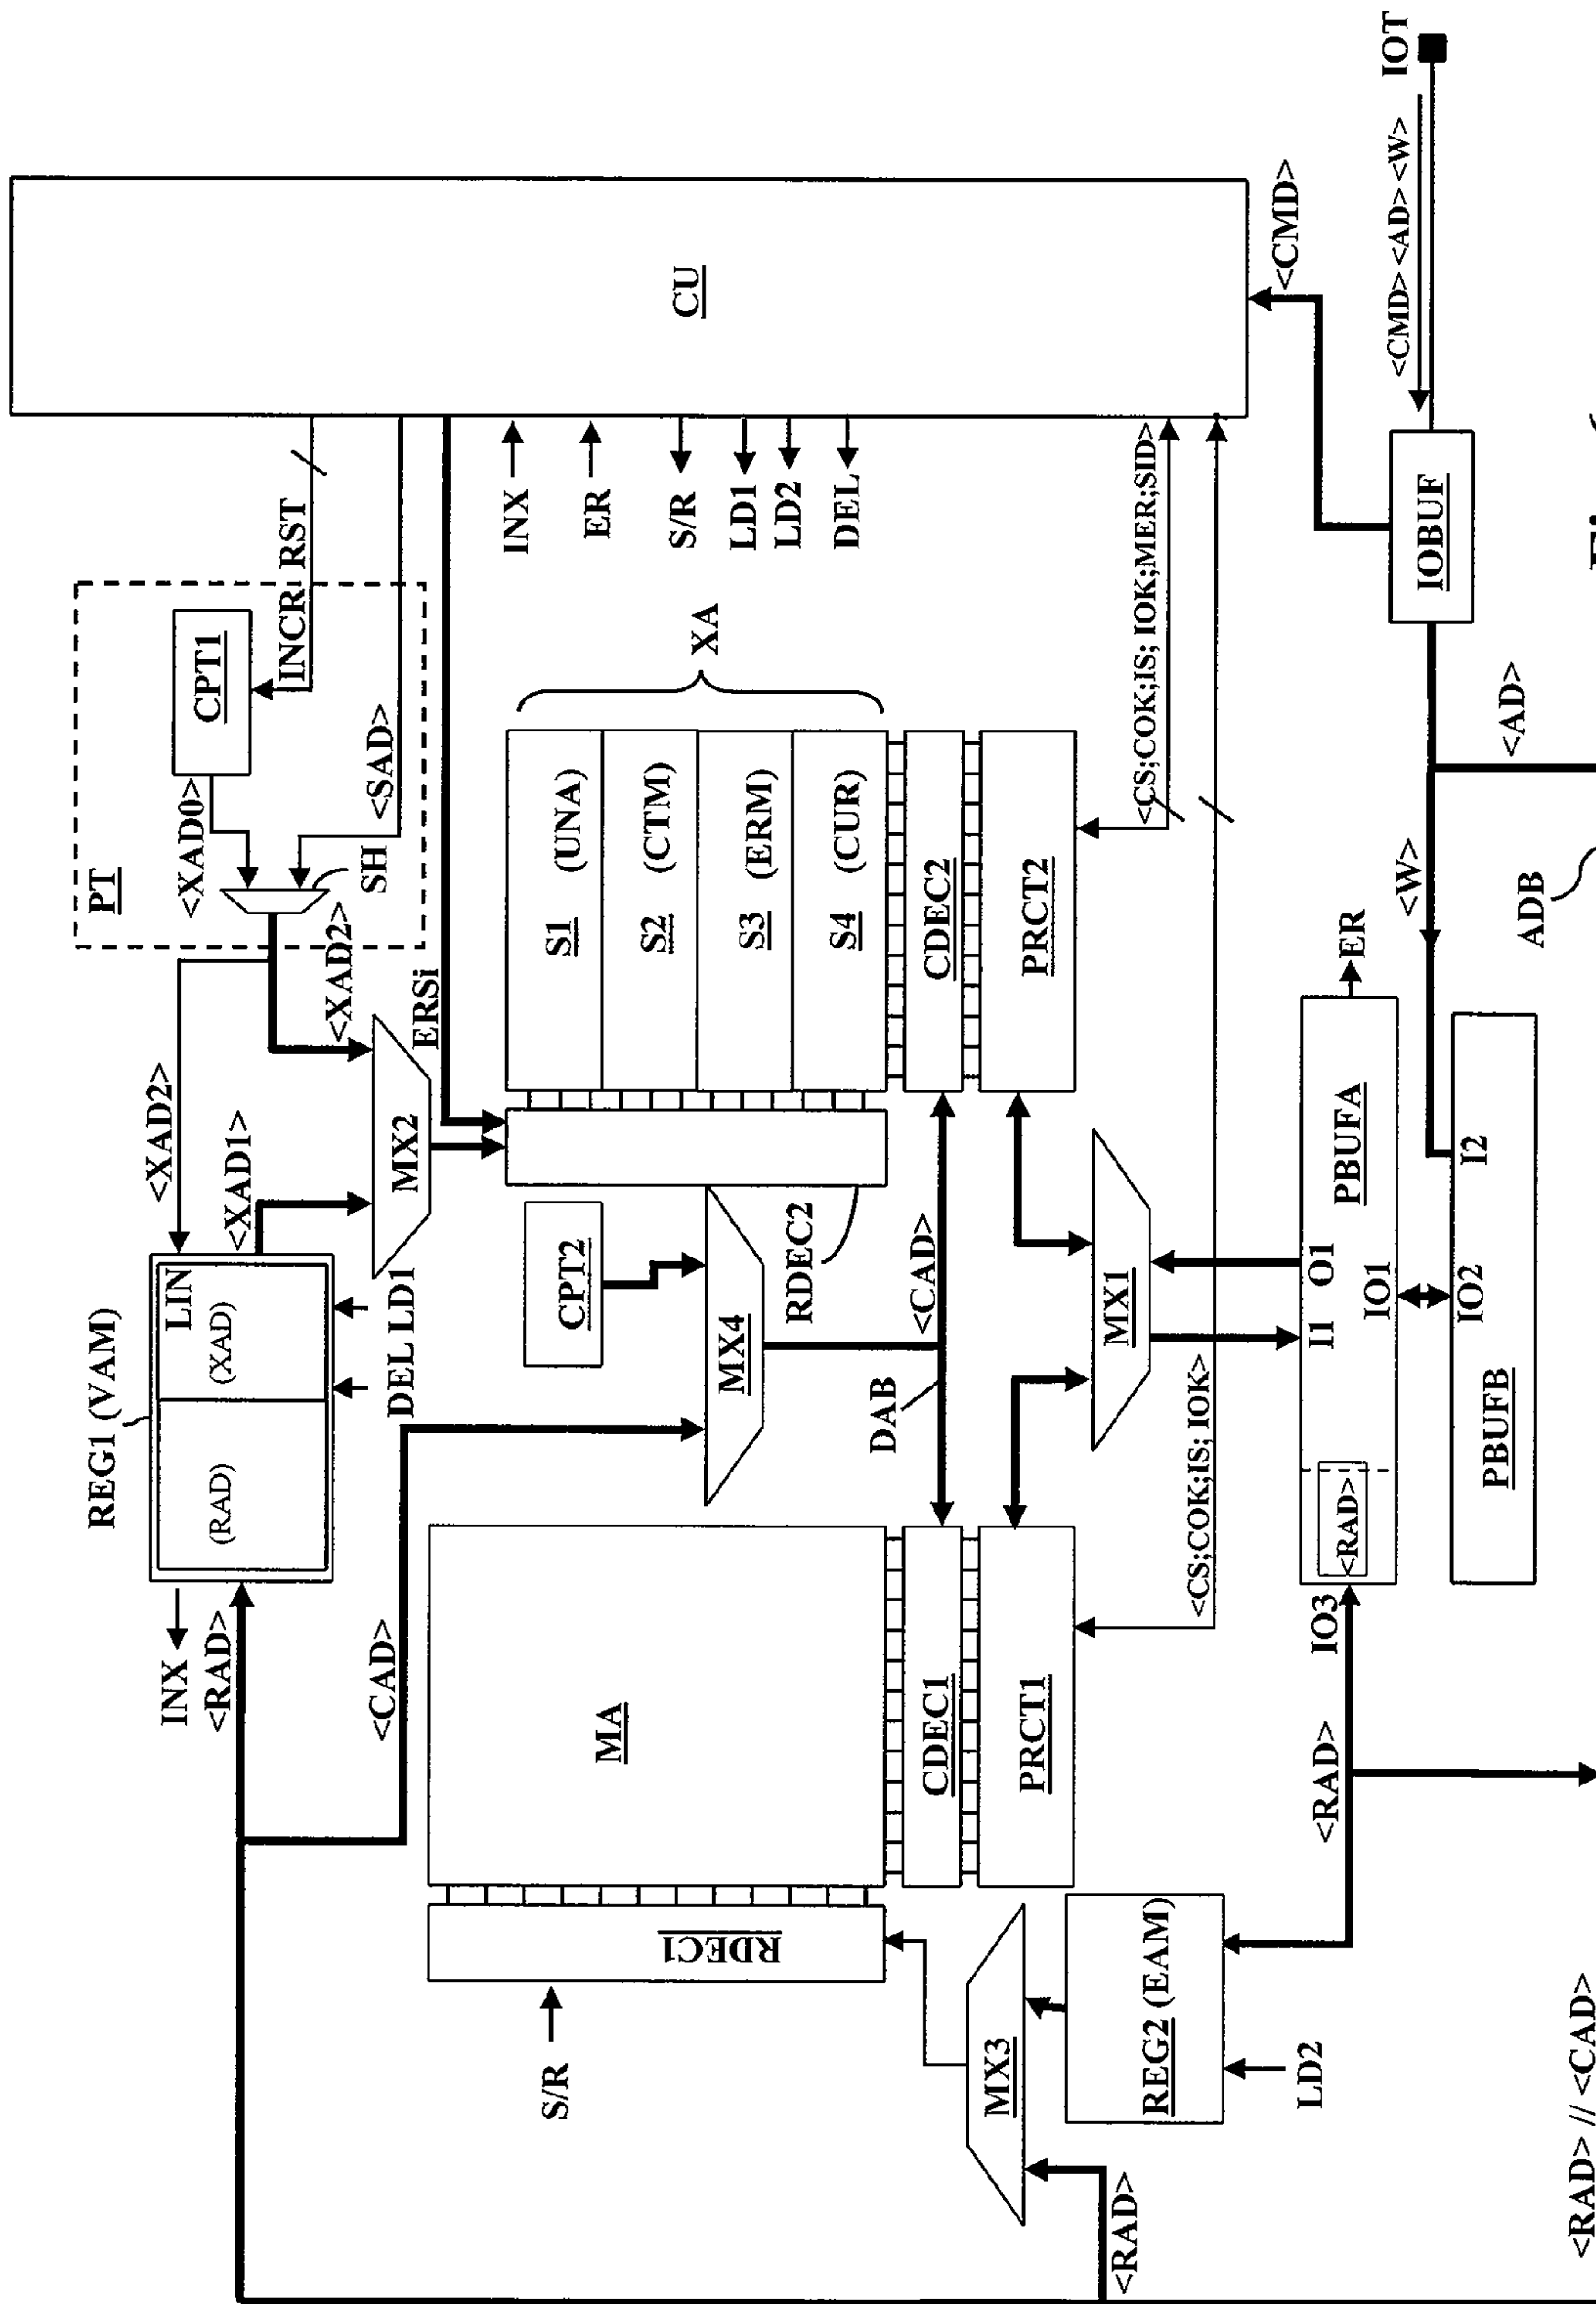 REG1 (VAM)
INX
<RAD>
(RAD)
(XAD)
LIN
DEL LD1
<XAD2>
<XAD1>
PT
<XAD0>
CPT1
INCR RST
<SAD>
SH
<XAD2>
MX2
ERSi
CU
<CAD>
CPT2
MX4
RDEC2
S1 (UNA)
S2 (CTM)
S3 (ERM)
S4 (CUR)
XA
INX
ER
S/R
LD1
LD2
DEL
S/R
RDEC1
MA
CDEC1
PRCT1
DAB
<CAD>
CDEC2
PRCT2
<CS;COK;IS; IOK;MER;SID>
<CS;COK;IS; IOK>
MX3
<RAD>
REG2 (EAM)
LD2
MX1
<RAD>
IO3
<RAD>
I1 O1
IO1
PBUFA
ER
IO2
I2
PBUFB
<W>
ADB
<AD>
IOBUF
<CMD>
<CMD> <AD> <W>
IOT
<RAD> // <CAD>